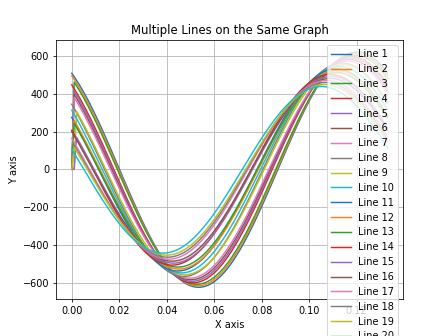 Multiple Lines on the Same Graph
Y axis
600
400
200
0
−200
−400
−600
0.00
0.02
0.04
0.06
0.08
0.10
X axis
Line 1
Line 2
Line 3
Line 4
Line 5
Line 6
Line 7
Line 8
Line 9
Line 10
Line 11
Line 12
Line 13
Line 14
Line 15
Line 16
Line 17
Line 18
Line 19
Line 20